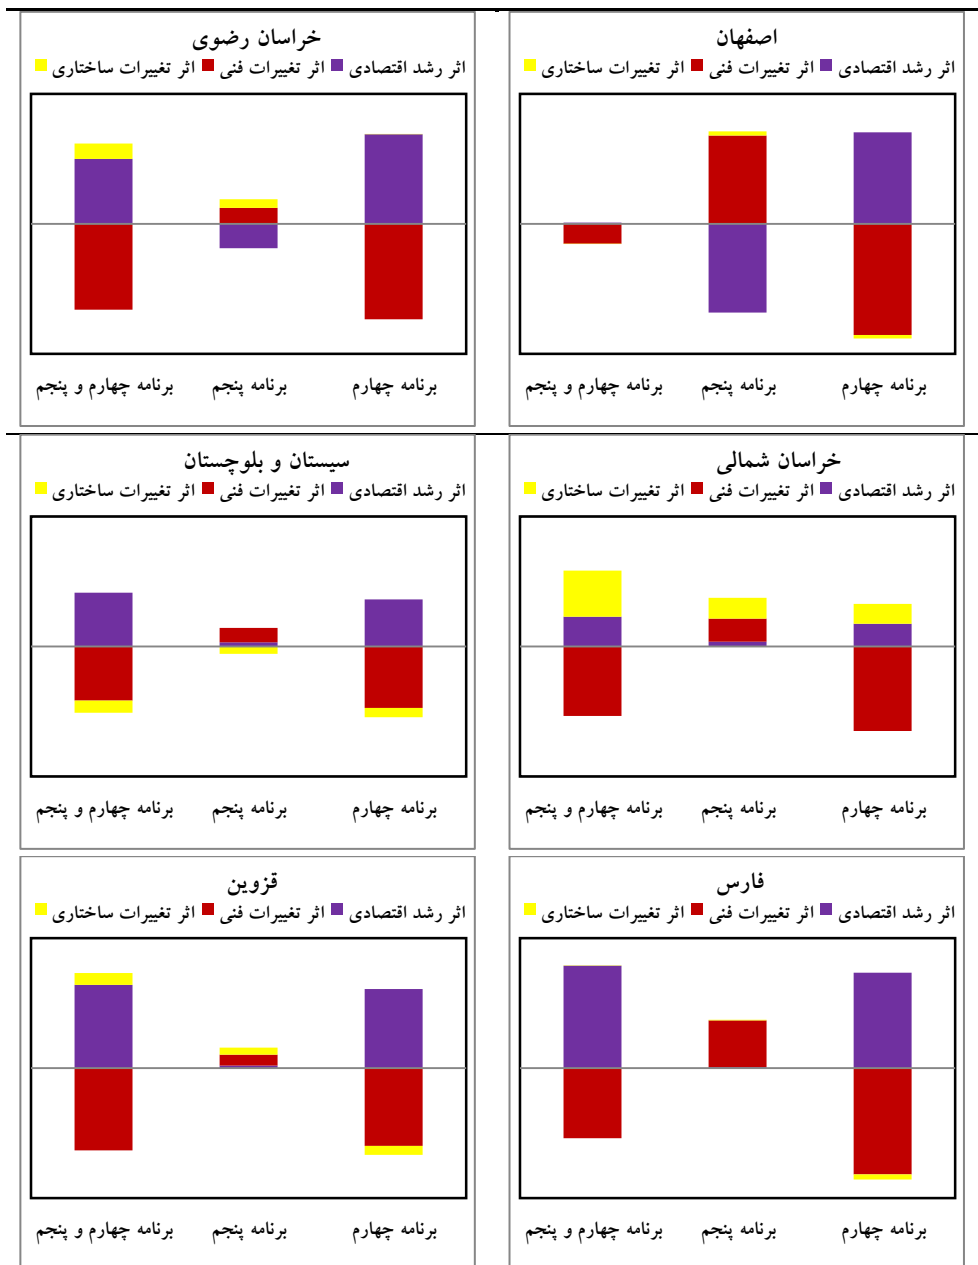 اصفهان
اثر رشد اقتصادی اثر تغییرات فنی اثر تغییرات ساختاری
برنامه چهارم برنامه پنجم برنامه چهارم و پنجم
خراسان رضوی
اثر رشد اقتصادی اثر تغییرات فنی اثر تغییرات ساختاری
برنامه چهارم برنامه پنجم برنامه چهارم و پنجم
خراسان شمالی
اثر رشد اقتصادی اثر تغییرات فنی اثر تغییرات ساختاری
برنامه چهارم برنامه پنجم برنامه چهارم و پنجم
سیستان و بلوچستان
اثر رشد اقتصادی اثر تغییرات فنی اثر تغییرات ساختاری
برنامه چهارم برنامه پنجم برنامه چهارم و پنجم
فارس
اثر رشد اقتصادی اثر تغییرات فنی اثر تغییرات ساختاری
برنامه چهارم برنامه پنجم برنامه چهارم و پنجم
قزوین
اثر رشد اقتصادی اثر تغییرات فنی اثر تغییرات ساختاری
برنامه چهارم برنامه پنجم برنامه چهارم و پنجم